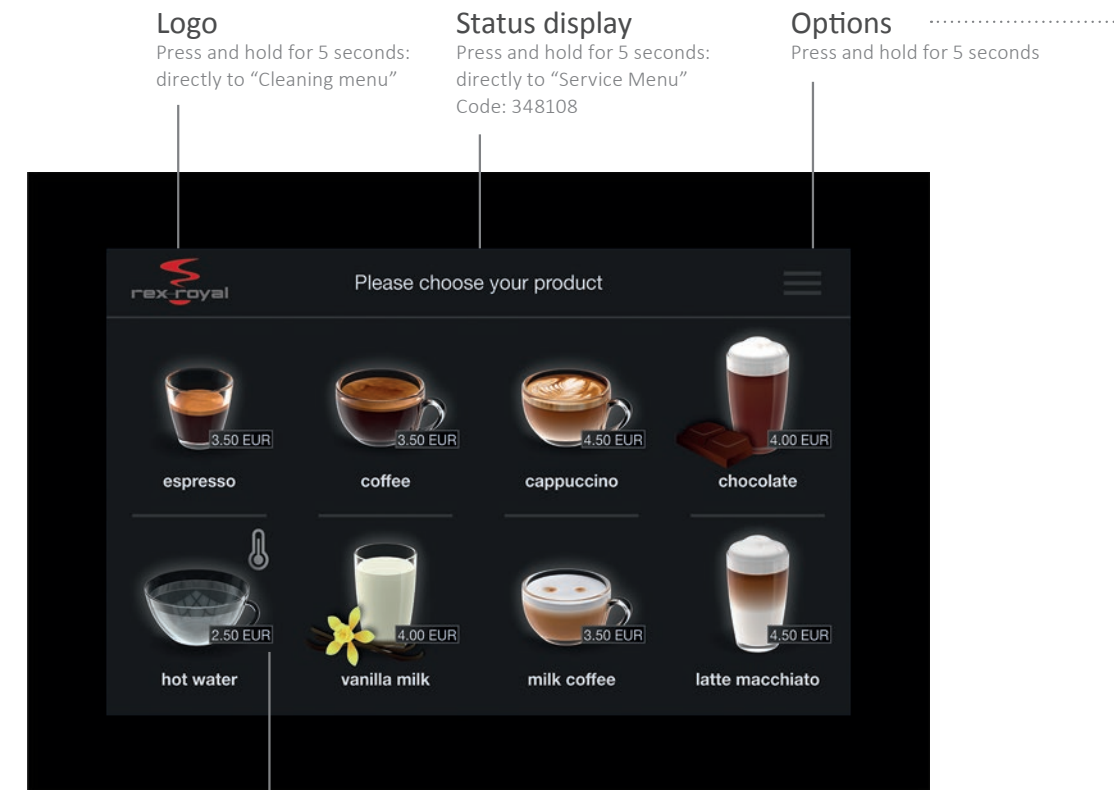 Logo
Press and hold for 5 seconds:
directly to “Cleaning menu”
Status display
Press and hold for 5 seconds:
directly to “Service Menu”
Code: 348108
Options
Press and hold for 5 seconds
rex-royal
Please choose your product
3.50 EUR
espresso
3.50 EUR
coffee
4.50 EUR
cappuccino
4.00 EUR
chocolate
2.50 EUR
hot water
4.00 EUR
vanilla milk
3.50 EUR
milk coffee
4.50 EUR
latte macchiato